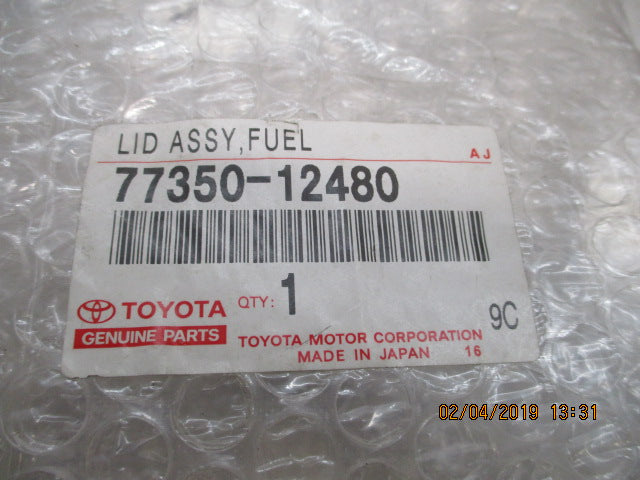 LID ASSY,FUEL
AJ
77350-12480
TOYOTA QTY: 1
9C
GENUINE PARTS
TOYOTA MOTOR CORPORATION
MADE IN JAPAN 16
02/04/2019 13:31